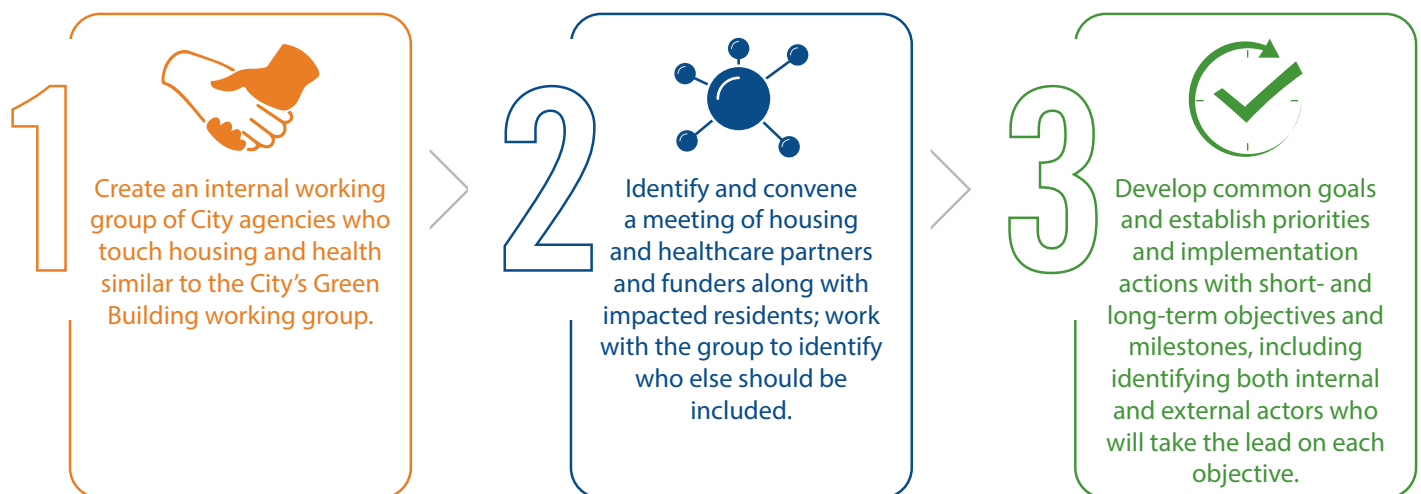 1
Create an internal working
group of City agencies who
touch housing and health
similar to the City’s Green
Building working group.
2
Identify and convene
a meeting of housing
and healthcare partners
and funders along with
impacted residents; work
with the group to identify
who else should be
included.
3
Develop common goals
and establish priorities
and implementation
actions with short- and
long-term objectives and
milestones, including
identifying both internal
and external actors who
will take the lead on each
objective.